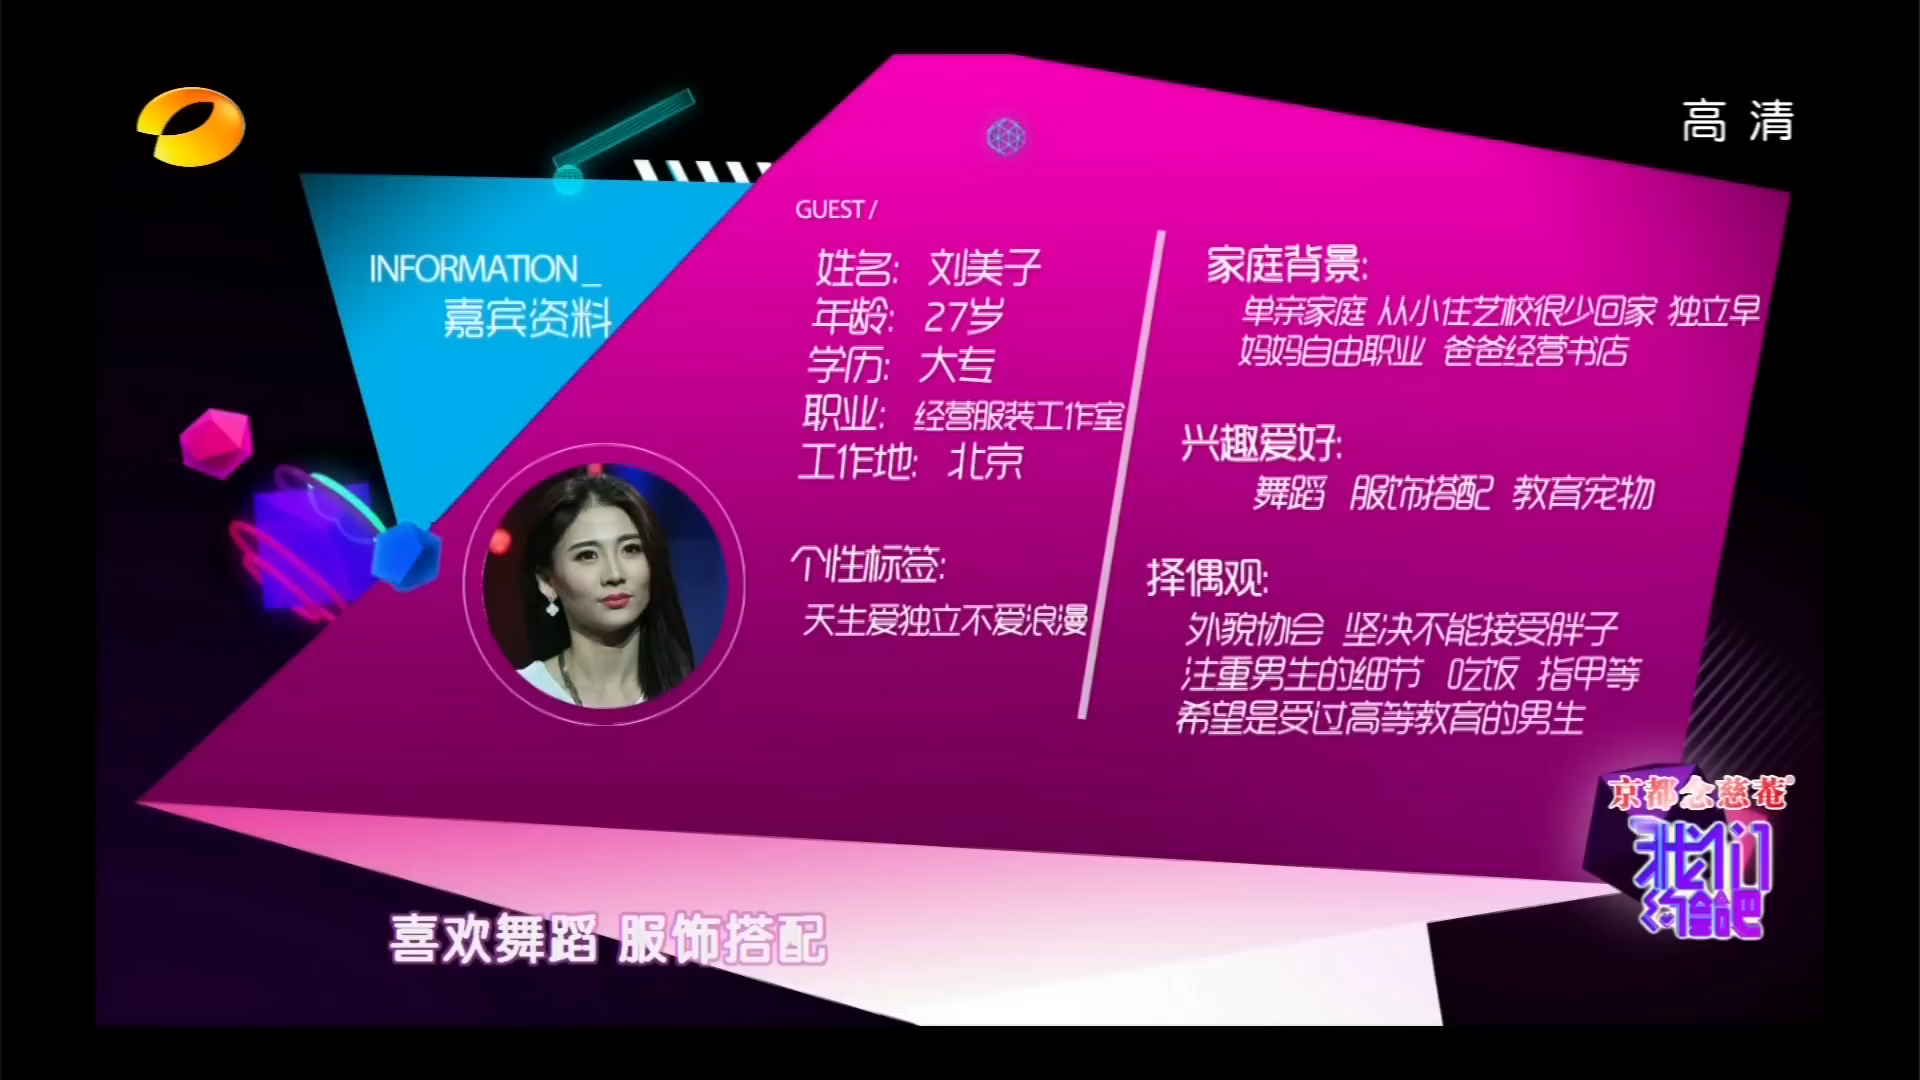 高清
INFORMATION_
嘉宾资料
GUEST/
姓名: 刘美子
年龄: 27岁
学历: 大专
职业: 经营服装工作室
工作地: 北京
个性标签:
天生爱独立不爱浪漫
家庭背景:
单亲家庭 从小住艺校很少回家 独立早
妈妈自由职业 爸爸经营书店
兴趣爱好:
舞蹈 服饰搭配 教育宠物
择偶观:
外貌协会 坚决不能接受胖子
注重男生的细节 吃饭 指甲等
希望是受过高等教育的男生
京都念慈菴®
我们
约会吧
喜欢舞蹈 服饰搭配